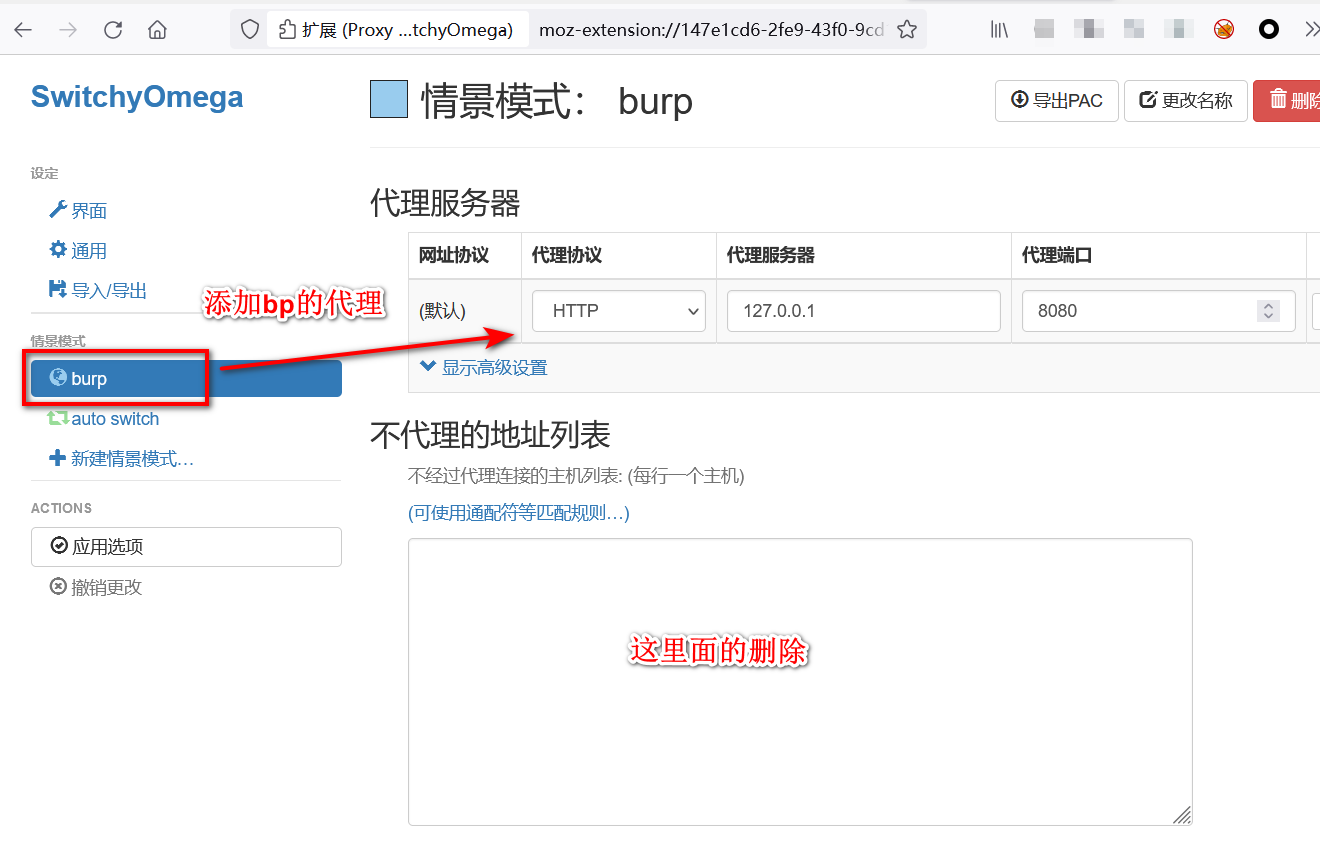 扩展 (Proxy ...tchyOmega)
moz-extension://147e1cd6-2fe9-43f0-9cd
SwitchyOmega
情景模式： burp
导出PAC
更改名称
删除
设定
界面
通用
导入/导出
添加bp的代理
情景模式
burp
auto switch
新建情景模式…
ACTIONS
应用选项
撤销更改
代理服务器
网址协议 代理协议 代理服务器 代理端口
(默认) HTTP 127.0.0.1 8080
显示高级设置
不代理的地址列表
不经过代理连接的主机列表: (每行一个主机)
(可使用通配符等匹配规则…)
这里面的删除